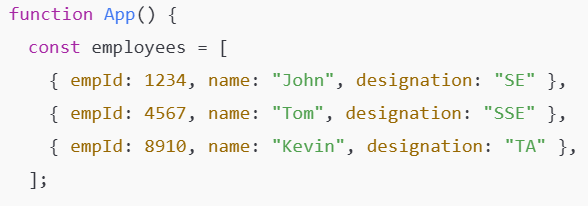 function App() {
  const employees = [
    { empId: 1234, name: "John", designation: "SE" },
    { empId: 4567, name: "Tom", designation: "SSE" },
    { empId: 8910, name: "Kevin", designation: "TA" },
  ];